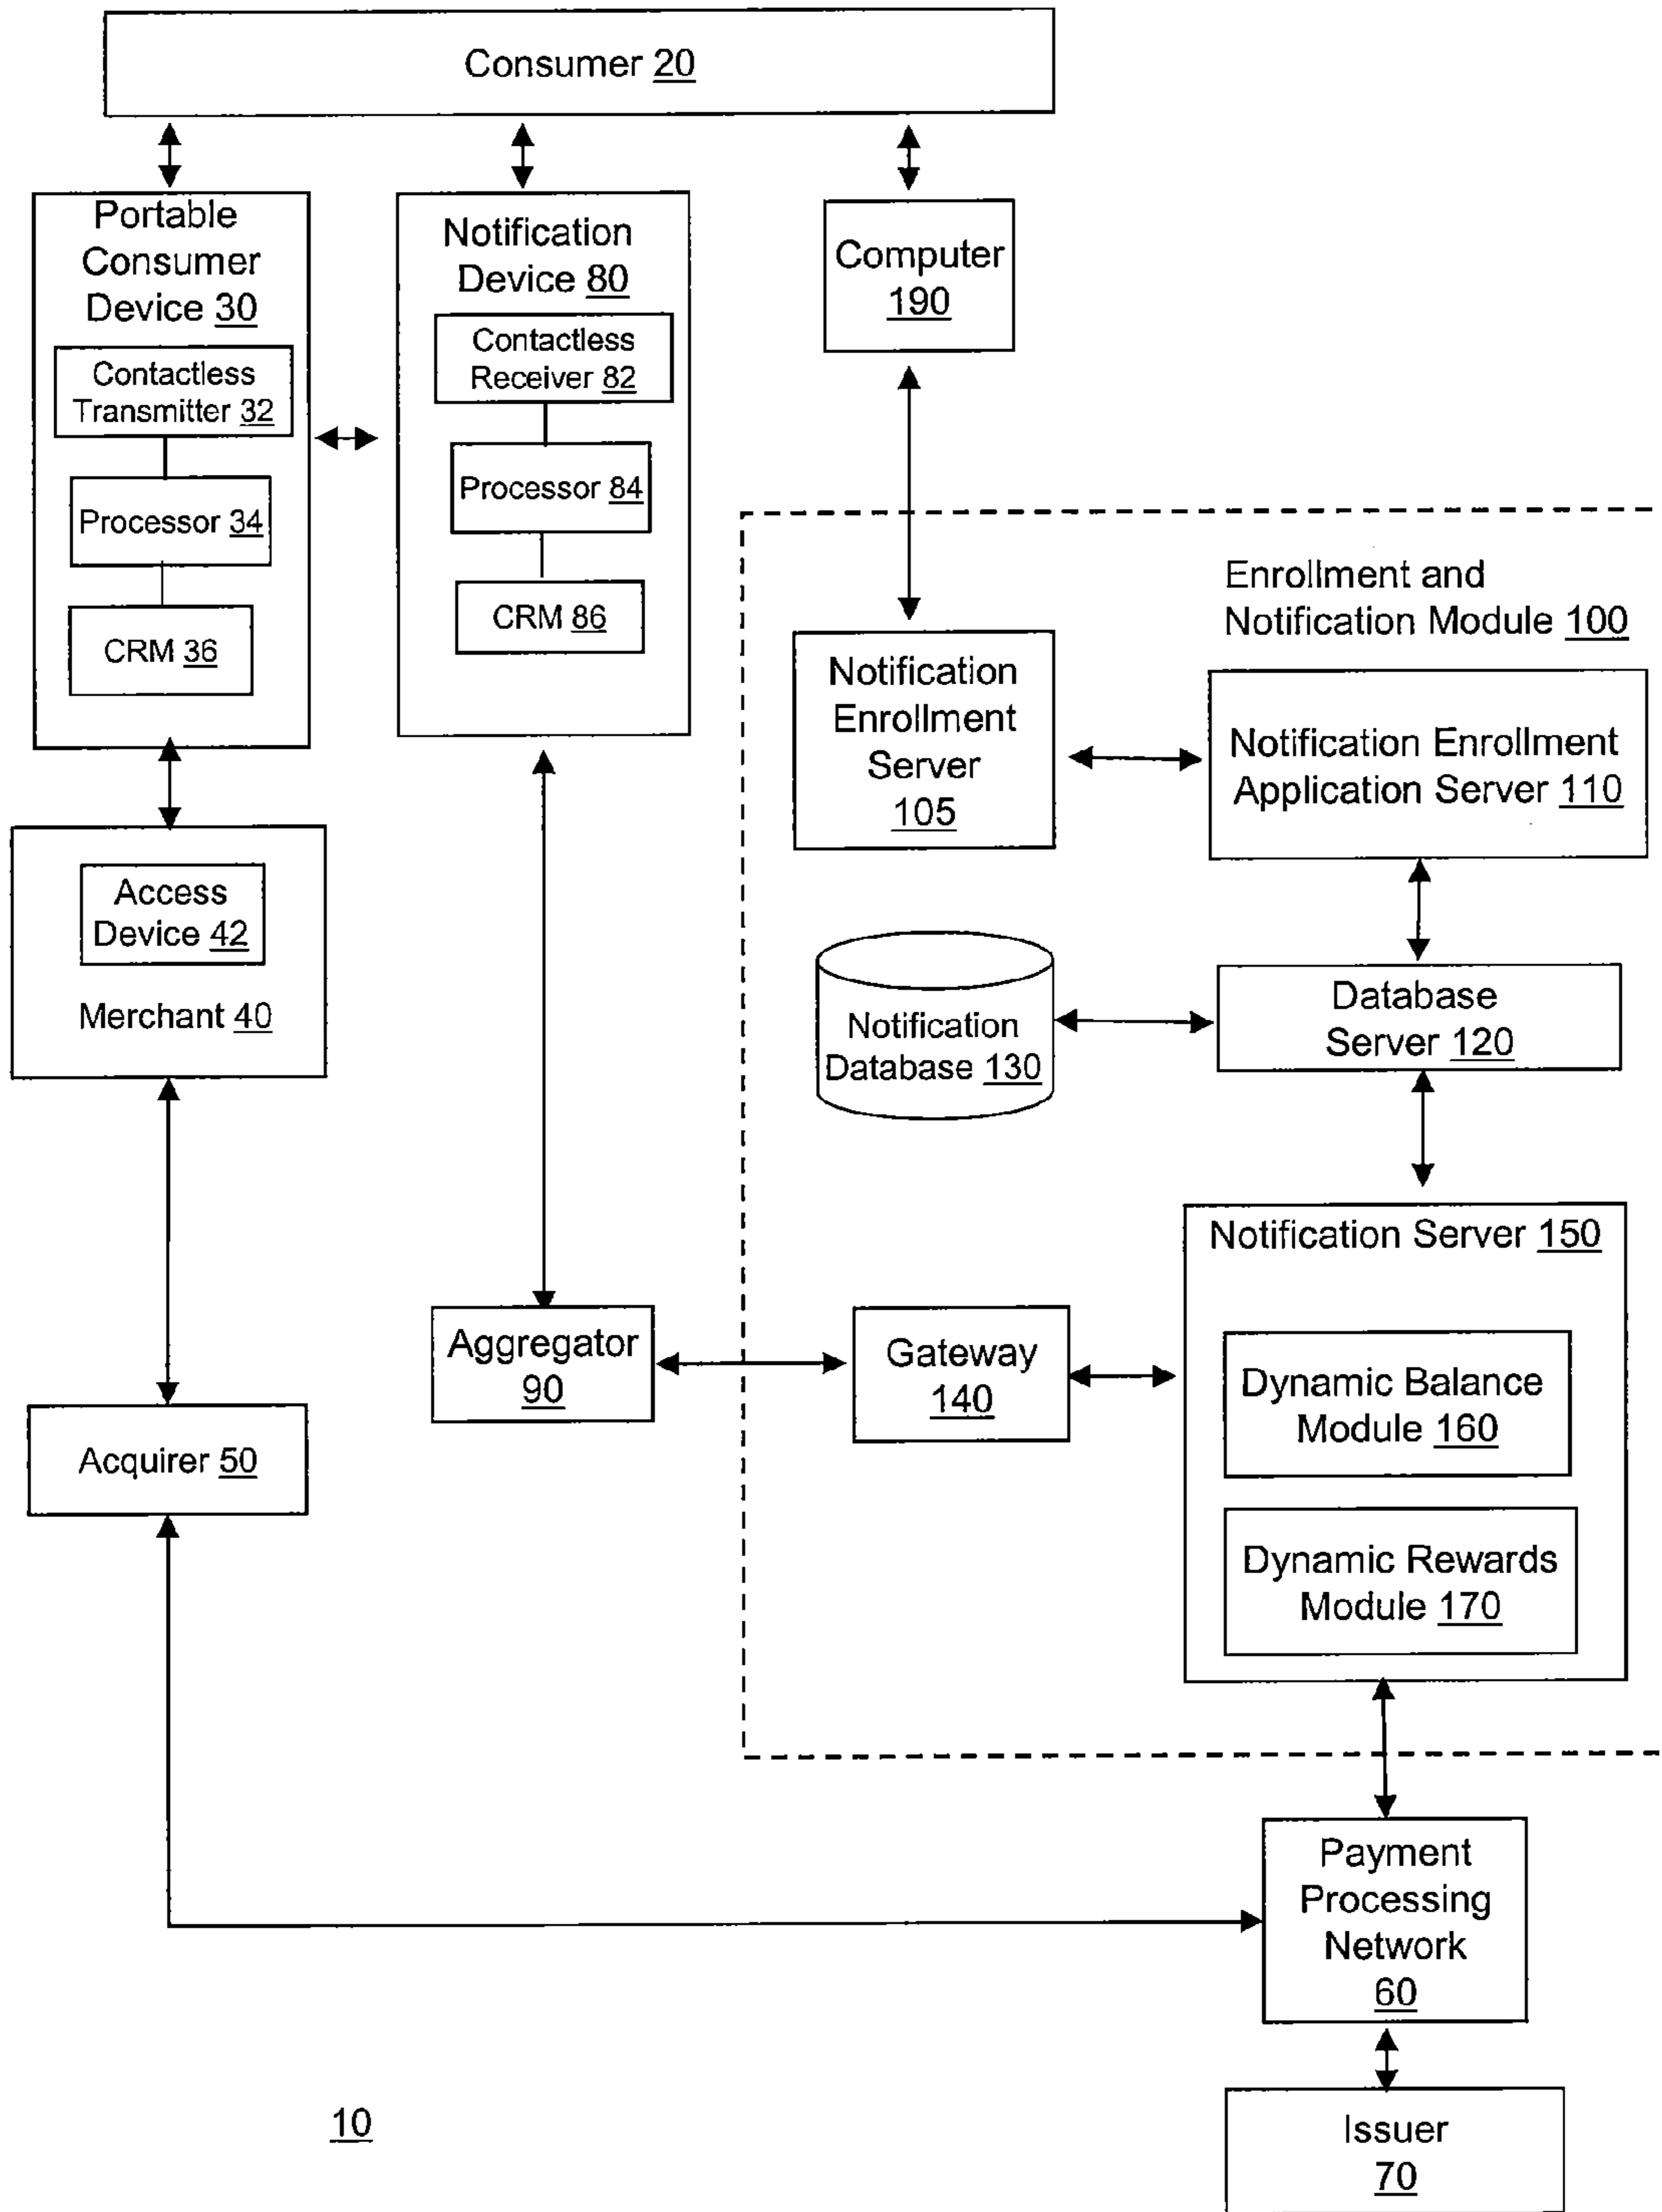 Consumer 20
Portable
Consumer
Device 30
Contactless
Transmitter 32
Processor 34
CRM 36
Notification
Device 80
Contactless
Receiver 82
Processor 84
CRM 86
Computer
190
Enrollment and
Notification Module 100
Notification
Enrollment
Server
105
Notification Enrollment
Application Server 110
Access
Device 42
Merchant 40
Notification
Database 130
Database
Server 120
Notification Server 150
Dynamic Balance
Module 160
Dynamic Rewards
Module 170
Aggregator
90
Gateway
140
Acquirer 50
Payment
Processing
Network
60
Issuer
70
10